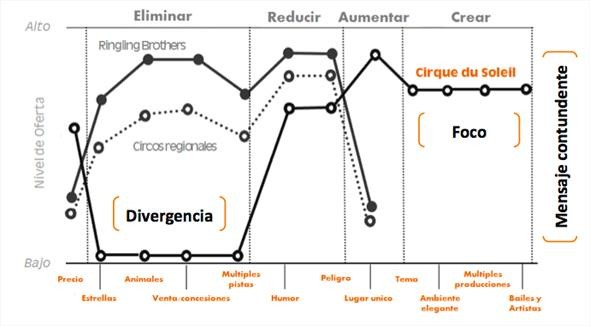 Eliminar
Reducir
Aumentar
Crear
Alto
Ringling Brothers
Cirque du Soleil
Circos regionales
Foco
Divergencia
Nivel de Oferta
Mensaje contundente
Bajo
Precio
Estrellas
Animales
Venta-concesiones
Multiples
pistas
Humor
Peligro
Lugar unico
Tema
Ambiente
elegante
Multiples
producciones
Bailes y
Artistas